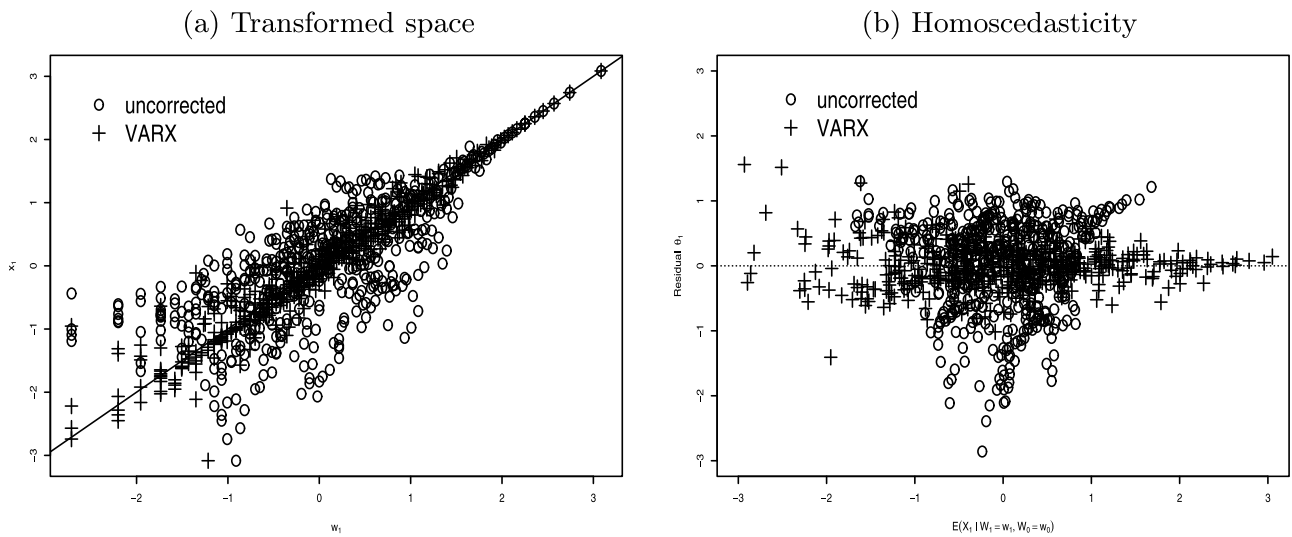 (a) Transformed space
(b) Homoscedasticity
3
2
1
0
−1
−2
−3
x₁
uncorrected
VARX
−2
−1
0
1
2
3
w₁
3
2
1
0
−1
−2
−3
Residual θ₁
uncorrected
VARX
−3
−2
−1
0
1
2
3
E(X₁ | W₁ = w₁, W₀ = w₀)